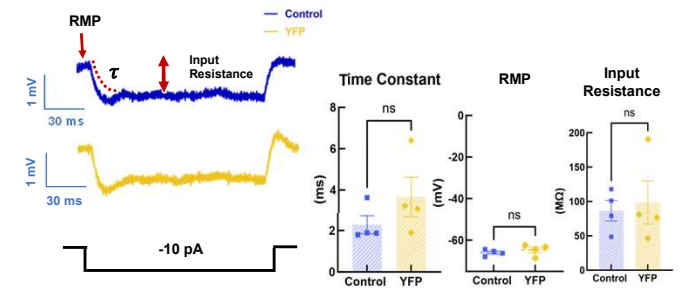 Control
YFP
RMP
τ
Input
Resistance
1 mV
30 ms
1 mV
30 ms
-10 pA
Time Constant
ns
8
6
4
2
0
(ms)
Control YFP
RMP
ns
0
-20
-40
-60
(mV)
Control YFP
Input
Resistance
ns
200
150
100
50
0
(MΩ)
Control YFP